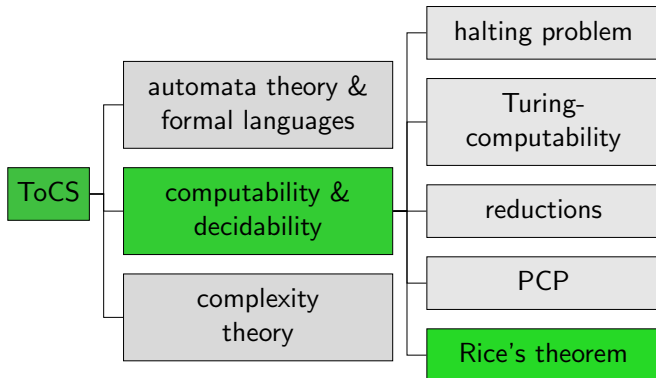 ToCS
automata theory &
formal languages
computability &
decidability
complexity
theory
halting problem
Turing-
computability
reductions
PCP
Rice's theorem